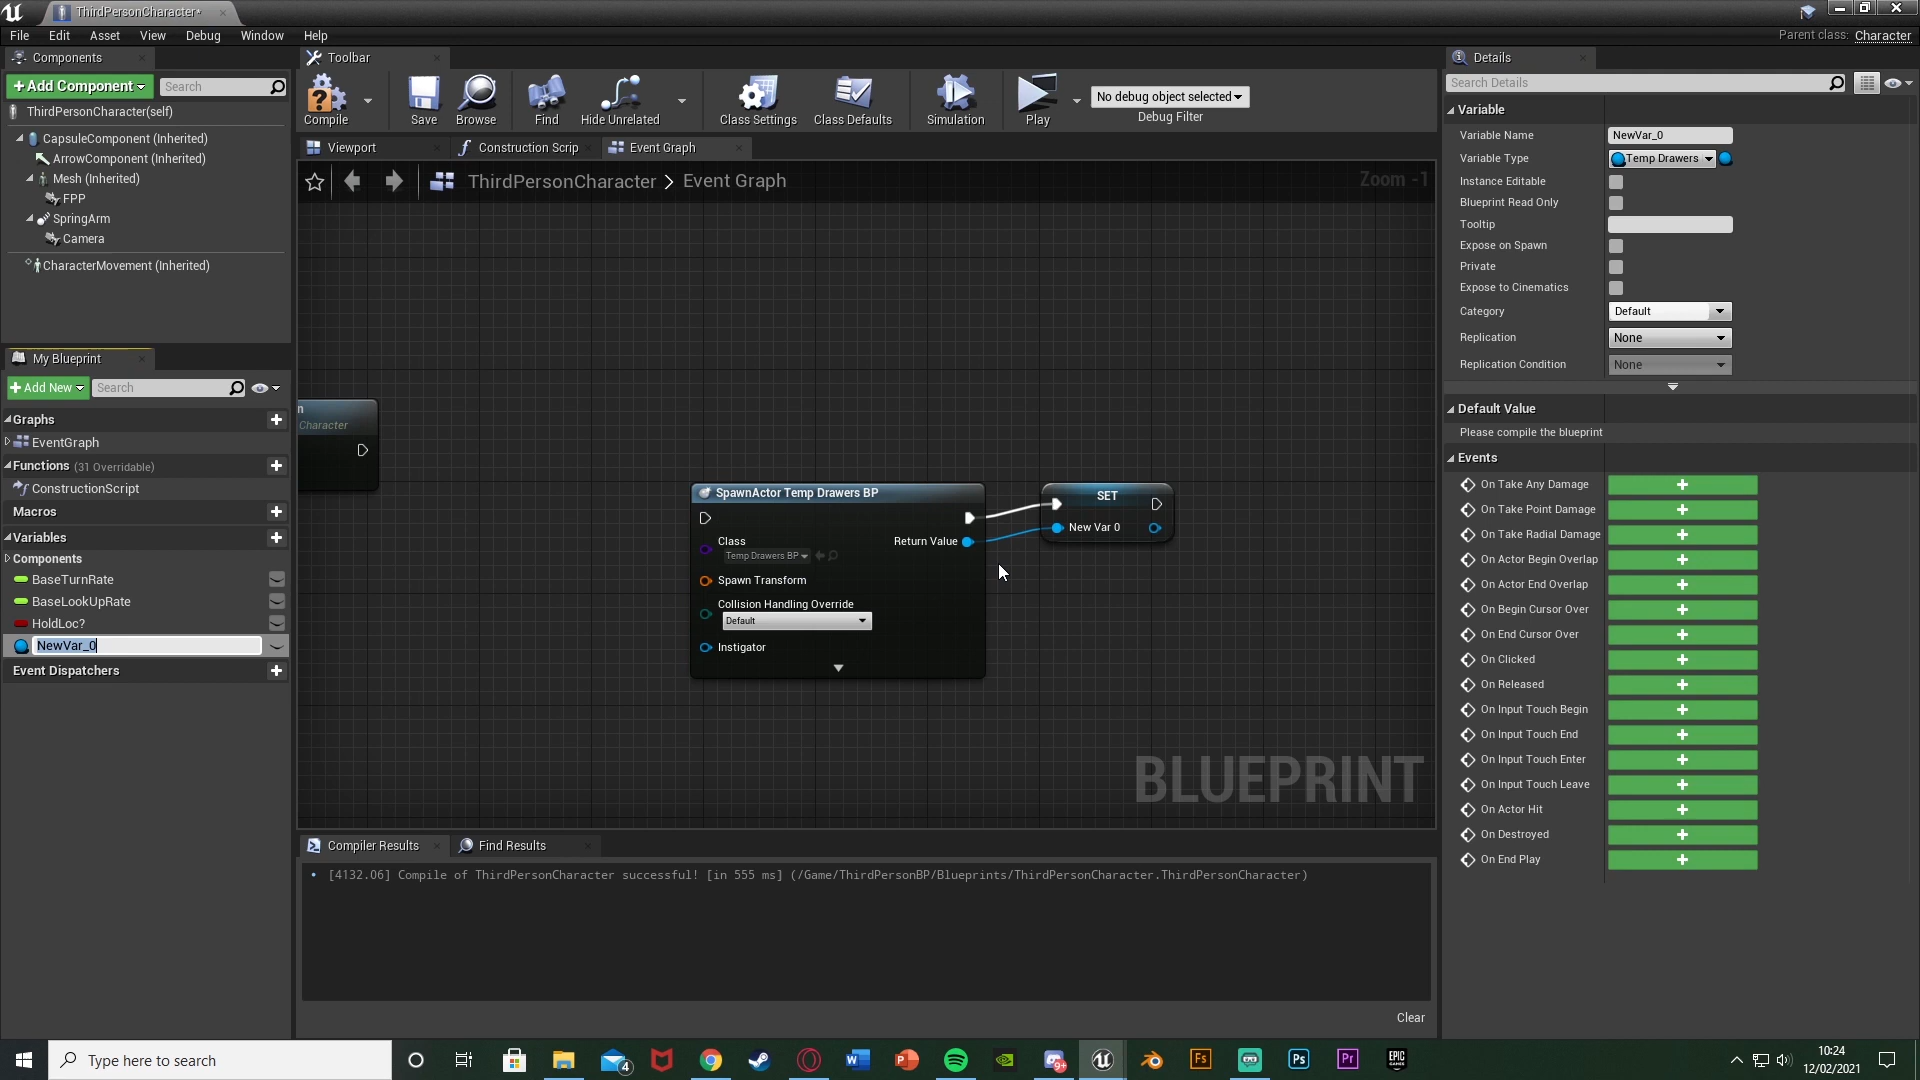 ThirdPersonCharacter*
File Edit Asset View Debug Window Help
Parent class: Character
Components
+Add Component
Search
ThirdPersonCharacter(self)
CapsuleComponent (Inherited)
ArrowComponent (Inherited)
Mesh (Inherited)
FPP
SpringArm
Camera
CharacterMovement (Inherited)
My Blueprint
+Add New
Search
Graphs
EventGraph
Functions (31 Overridable)
ConstructionScript
Macros
Variables
Components
BaseTurnRate
BaseLookUpRate
HoldLoc?
NewVar_0
Event Dispatchers
Toolbar
Compile
Save
Browse
Find
Hide Unrelated
Class Settings
Class Defaults
Simulation
Play
No debug object selected
Debug Filter
Viewport
Construction Scrip
Event Graph
ThirdPersonCharacter > Event Graph
Zoom -1
n
Character
SpawnActor Temp Drawers BP
Class
Temp Drawers BP
Return Value
Spawn Transform
Collision Handling Override
Default
Instigator
SET
New Var 0
BLUEPRINT
Compiler Results
Find Results
[4132.06] Compile of ThirdPersonCharacter successful! [in 555 ms] (/Game/ThirdPersonBP/Blueprints/ThirdPersonCharacter.ThirdPersonCharacter)
Clear
Details
Search Details
Variable
Variable Name NewVar_0
Variable Type Temp Drawers
Instance Editable
Blueprint Read Only
Tooltip
Expose on Spawn
Private
Expose to Cinematics
Category Default
Replication None
Replication Condition None
Default Value
Please compile the blueprint
Events
On Take Any Damage
On Take Point Damage
On Take Radial Damage
On Actor Begin Overlap
On Actor End Overlap
On Begin Cursor Over
On End Cursor Over
On Clicked
On Released
On Input Touch Begin
On Input Touch End
On Input Touch Enter
On Input Touch Leave
On Actor Hit
On Destroyed
On End Play
Type here to search
4
9+
Fs
Ps
Pr
EPIC
10:24
12/02/2021